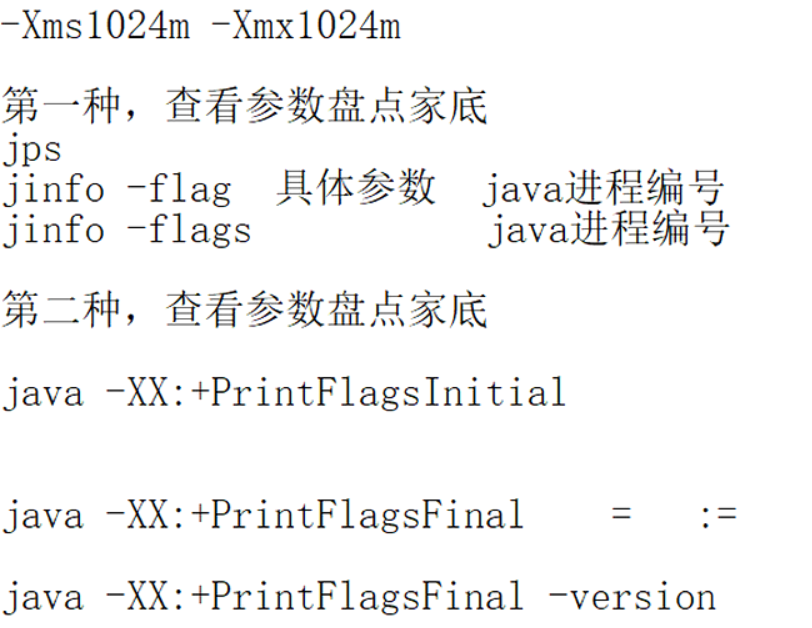 -Xms1024m -Xmx1024m
第一种，查看参数盘点家底
jps
jinfo -flag 具体参数 java进程编号
jinfo -flags java进程编号
第二种，查看参数盘点家底
java -XX:+PrintFlagsInitial
java -XX:+PrintFlagsFinal = :=
java -XX:+PrintFlagsFinal -version